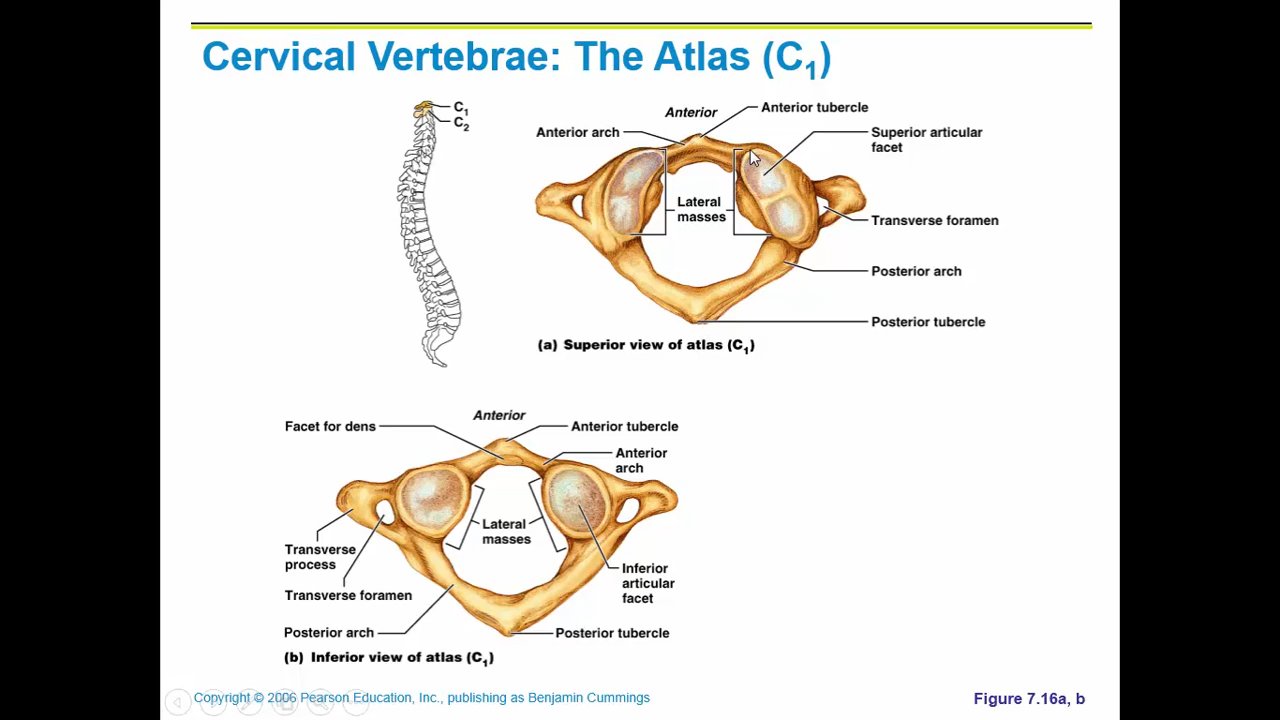 Cervical Vertebrae: The Atlas (C1)
C1
C2
Anterior
Anterior tubercle
Anterior arch
Superior articular
facet
Lateral
masses
Transverse foramen
Posterior arch
Posterior tubercle
(a) Superior view of atlas (C1)
Anterior
Facet for dens
Anterior tubercle
Anterior
arch
Lateral
masses
Transverse
process
Inferior
articular
facet
Transverse foramen
Posterior arch
Posterior tubercle
(b) Inferior view of atlas (C1)
Copyright © 2006 Pearson Education, Inc., publishing as Benjamin Cummings
Figure 7.16a, b